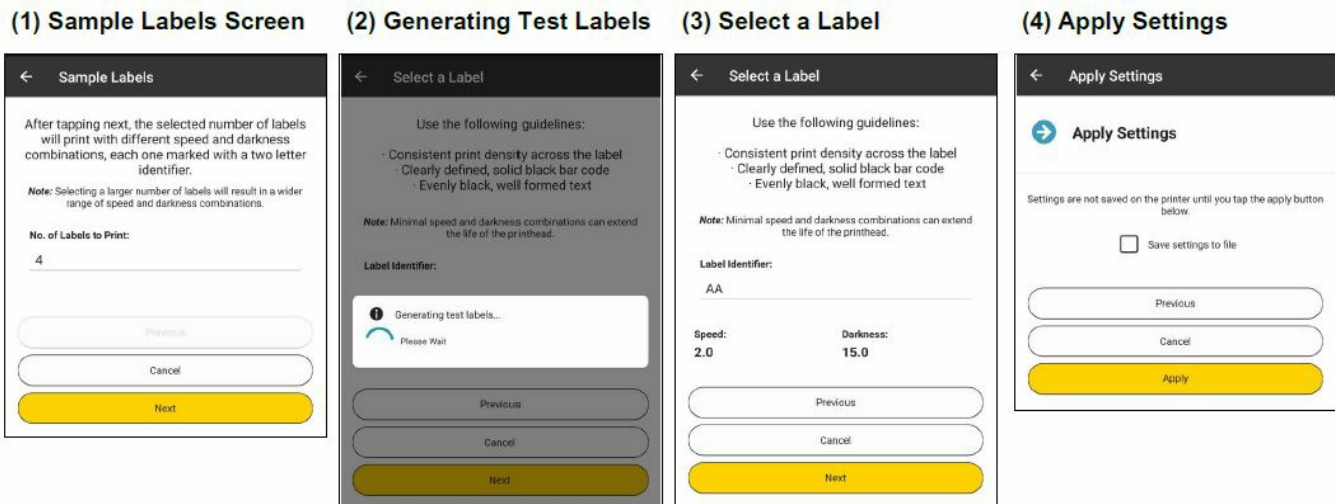 (1) Sample Labels Screen
← Sample Labels
After tapping next, the selected number of labels
will print with different speed and darkness
combinations, each one marked with a two letter
identifier.
Note: Selecting a larger number of labels will result in a wider
range of speed and darkness combinations.
No. of Labels to Print:
4
Previous
Cancel
Next
(2) Generating Test Labels
← Select a Label
Use the following guidelines:
· Consistent print density across the label
· Clearly defined, solid black bar code
· Evenly black, well formed text
Note: Minimal speed and darkness combinations can extend
the life of the printhead.
Label Identifier:
Generating test labels...
Please Wait
Previous
Cancel
Next
(3) Select a Label
← Select a Label
Use the following guidelines:
· Consistent print density across the label
· Clearly defined, solid black bar code
· Evenly black, well formed text
Note: Minimal speed and darkness combinations can extend
the life of the printhead.
Label Identifier:
AA
Speed: Darkness:
2.0 15.0
Previous
Cancel
Next
(4) Apply Settings
← Apply Settings
Apply Settings
Settings are not saved on the printer until you tap the apply button
below.
Save settings to file
Previous
Cancel
Apply